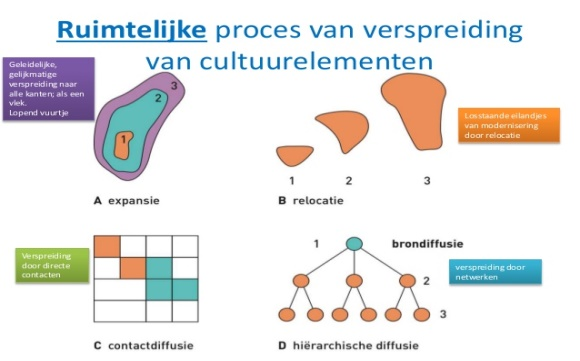 Ruimtelijke proces van verspreiding
van cultuurelementen
Geleidelijke,
gelijkmatige
verspreiding naar
alle kanten; als een
vlek.
Lopend vuurtje
1
2
3
A expansie
Losstaande eilandjes
van modernisering
door relocatie
1 2 3
B relocatie
Verspreiding
door directe
contacten
C contactdiffusie
1
brondiffusie
verspreiding door
netwerken
2
3
D hiërarchische diffusie